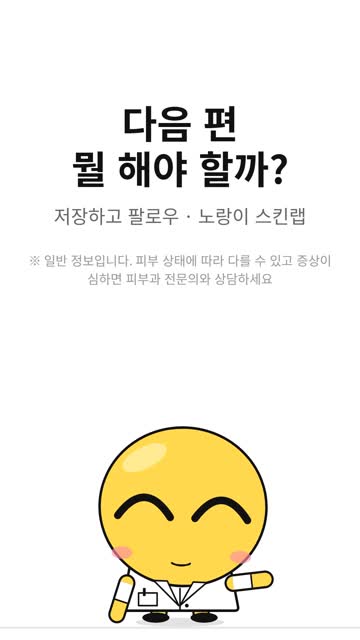 다음 편
뭘 해야 할까?
저장하고 팔로우 · 노랑이 스킨랩
※ 일반 정보입니다. 피부 상태에 따라 다를 수 있고 증상이
심하면 피부과 전문의와 상담하세요